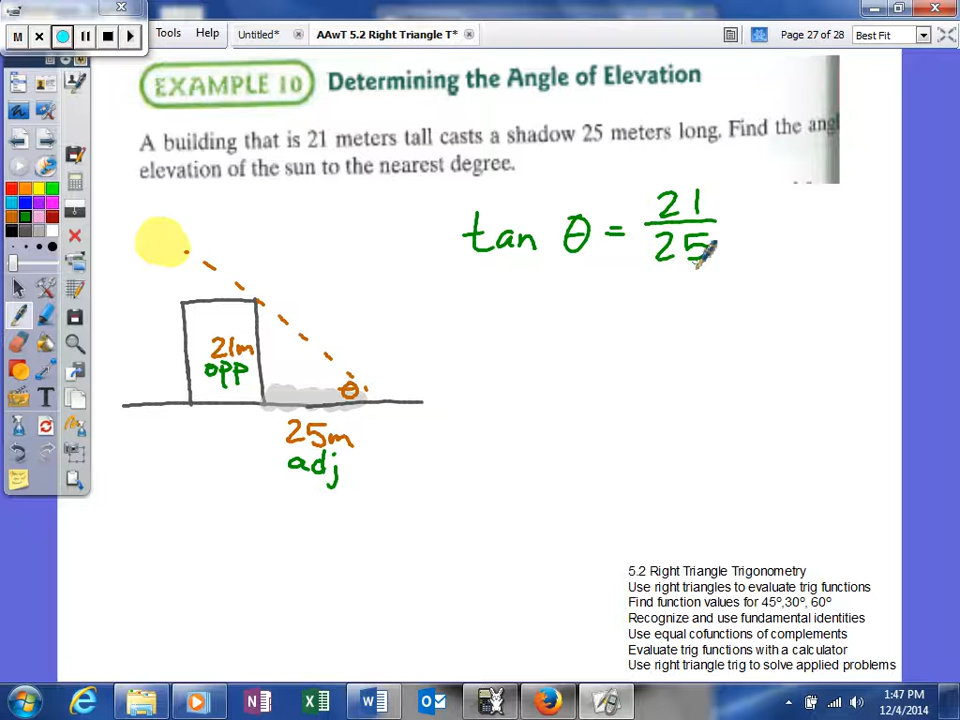 Tools Help Untitled* AAwT 5.2 Right Triangle T* Page 27 of 28 Best Fit
M
EXAMPLE 10 Determining the Angle of Elevation
A building that is 21 meters tall casts a shadow 25 meters long. Find the
elevation of the sun to the nearest degree.
tan θ = 21/25
21m
opp
θ
25m
adj
5.2 Right Triangle Trigonometry
Use right triangles to evaluate trig functions
Find function values for 45º,30º, 60º
Recognize and use fundamental identities
Use equal cofunctions of complements
Evaluate trig functions with a calculator
Use right triangle trig to solve applied problems
1:47 PM
12/4/2014